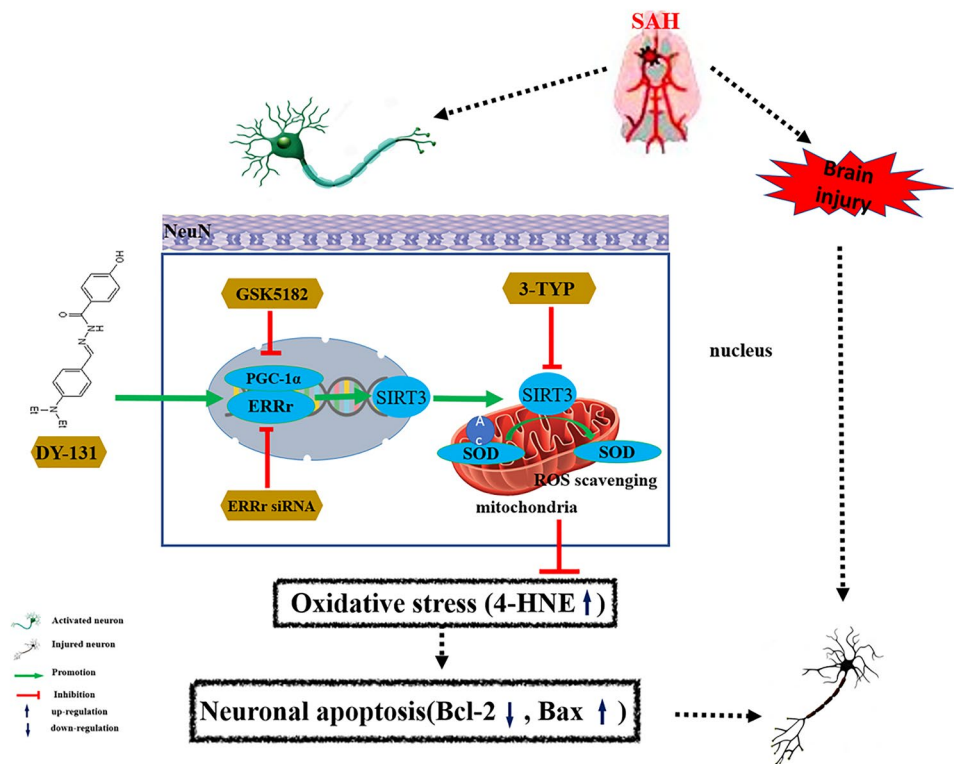 SAH
Brain
injury
NeuN
HO
O
N
H
N
N
Et
Et
DY-131
GSK5182
3-TYP
nucleus
PGC-1α
ERRr
SIRT3
SIRT3
A
c
SOD
SOD
ROS scavenging
mitochondria
ERRr siRNA
Oxidative stress (4-HNE ↑)
Neuronal apoptosis(Bcl-2 ↓ , Bax ↑ )
Activated neuron
Injured neuron
Promotion
Inhibition
up-regulation
down-regulation